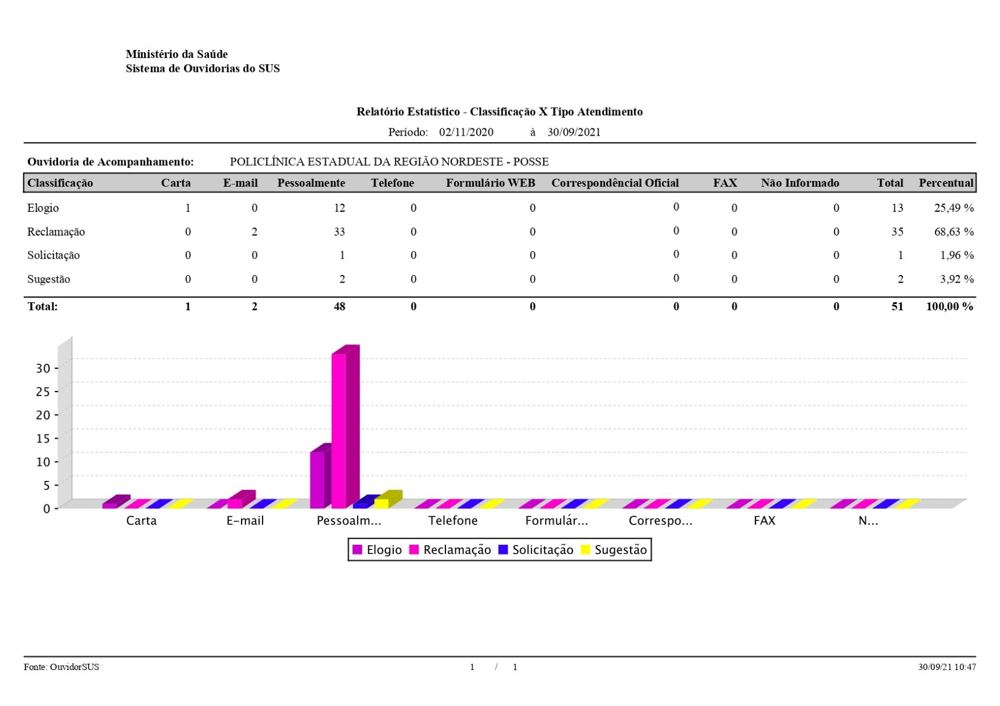 Ministério da Saúde
Sistema de Ouvidorias do SUS
Relatório Estatístico - Classificação X Tipo Atendimento
Período: 02/11/2020 à 30/09/2021
Ouvidoria de Acompanhamento: POLICLÍNICA ESTADUAL DA REGIÃO NORDESTE - POSSE
Classificação Carta E-mail Pessoalmente Telefone Formulário WEB Correspondêncial Oficial FAX Não Informado Total Percentual
Elogio 1 0 12 0 0 0 0 0 13 25,49 %
Reclamação 0 2 33 0 0 0 0 0 35 68,63 %
Solicitação 0 0 1 0 0 0 0 0 1 1,96 %
Sugestão 0 0 2 0 0 0 0 0 2 3,92 %
Total: 1 2 48 0 0 0 0 0 51 100,00 %
30
25
20
15
10
5
0
Carta E-mail Pessoalm... Telefone Formulár... Correspo... FAX N...
Elogio Reclamação Solicitação Sugestão
Fonte: OuvidorSUS 1 / 1 30/09/21 10:47